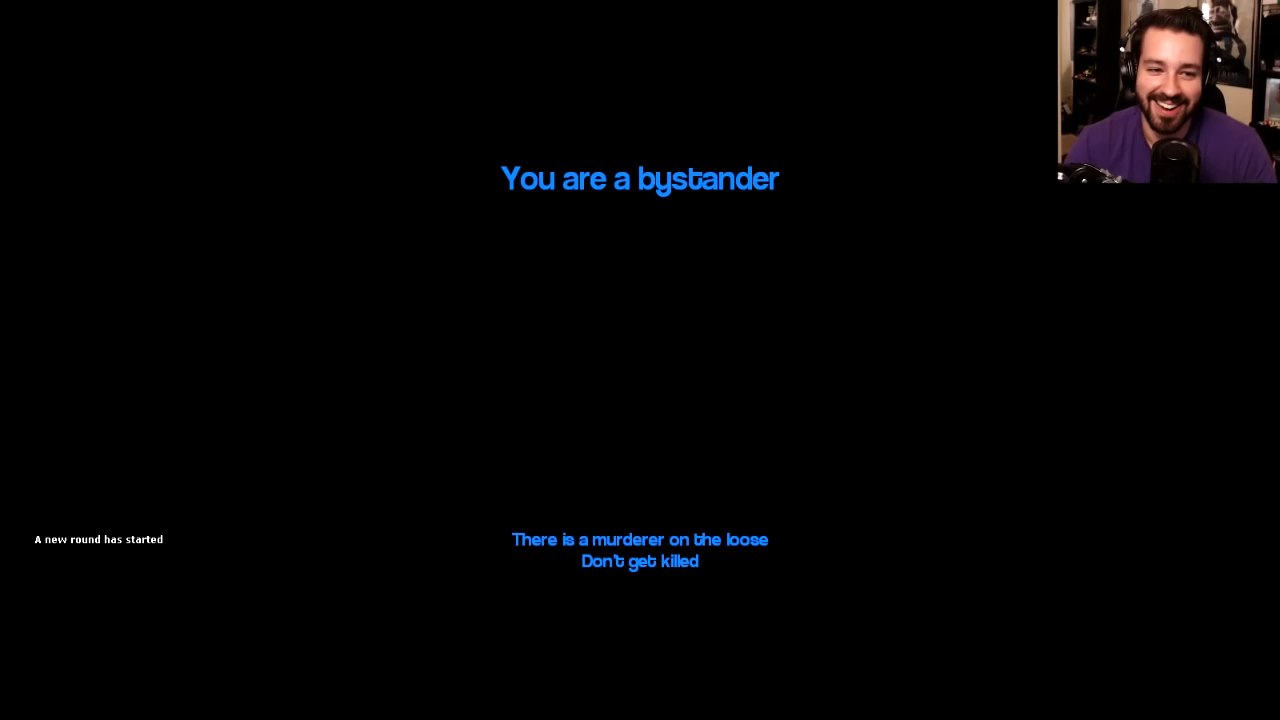 You are a bystander
A new round has started
There is a murderer on the loose
Don't get killed